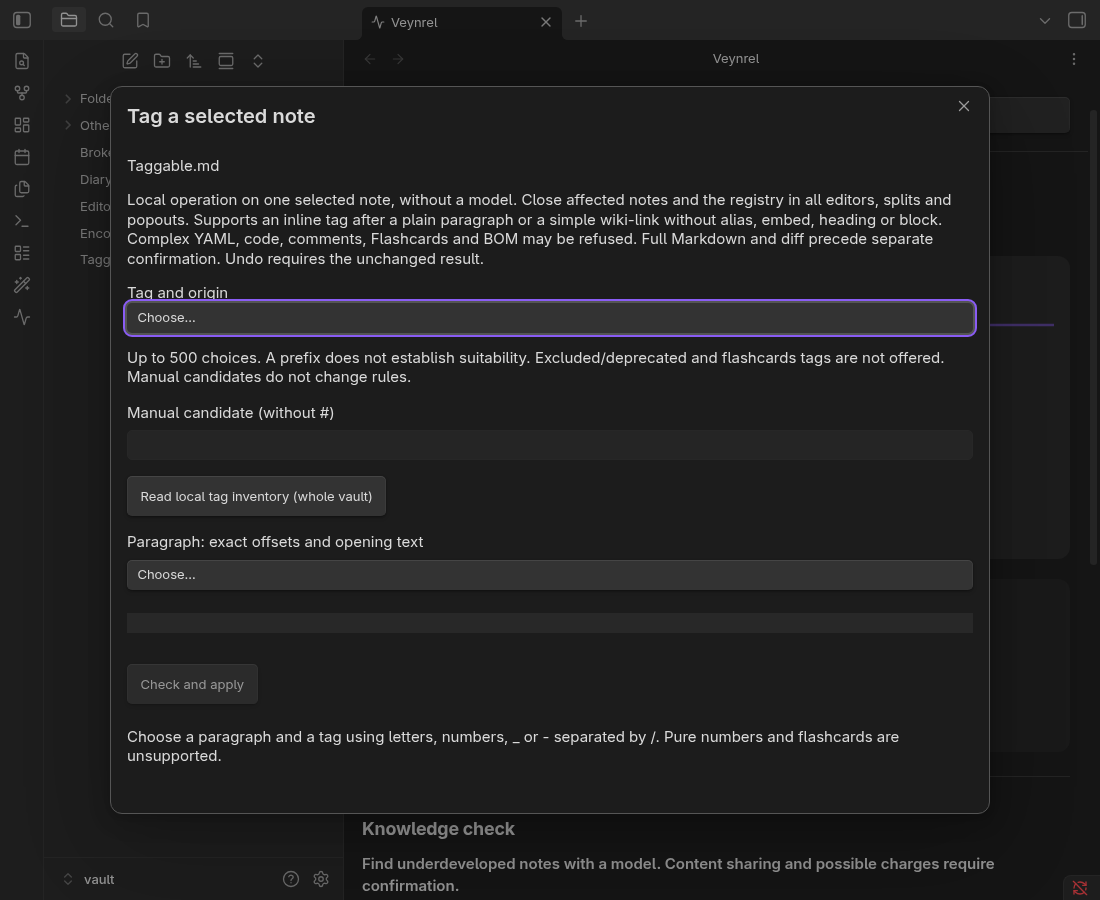 Veynrel
Veynrel
Tag a selected note
Taggable.md
Local operation on one selected note, without a model. Close affected notes and the registry in all editors, splits and
popouts. Supports an inline tag after a plain paragraph or a simple wiki-link without alias, embed, heading or block.
Complex YAML, code, comments, Flashcards and BOM may be refused. Full Markdown and diff precede separate
confirmation. Undo requires the unchanged result.
Tag and origin
Choose...
Up to 500 choices. A prefix does not establish suitability. Excluded/deprecated and flashcards tags are not offered.
Manual candidates do not change rules.
Manual candidate (without #)
Read local tag inventory (whole vault)
Paragraph: exact offsets and opening text
Choose...
Check and apply
Choose a paragraph and a tag using letters, numbers, _ or - separated by /. Pure numbers and flashcards are
unsupported.
Folde
Othe
Broke
Diary
Edito
Enco
Tagg
Knowledge check
Find underdeveloped notes with a model. Content sharing and possible charges require
confirmation.
vault